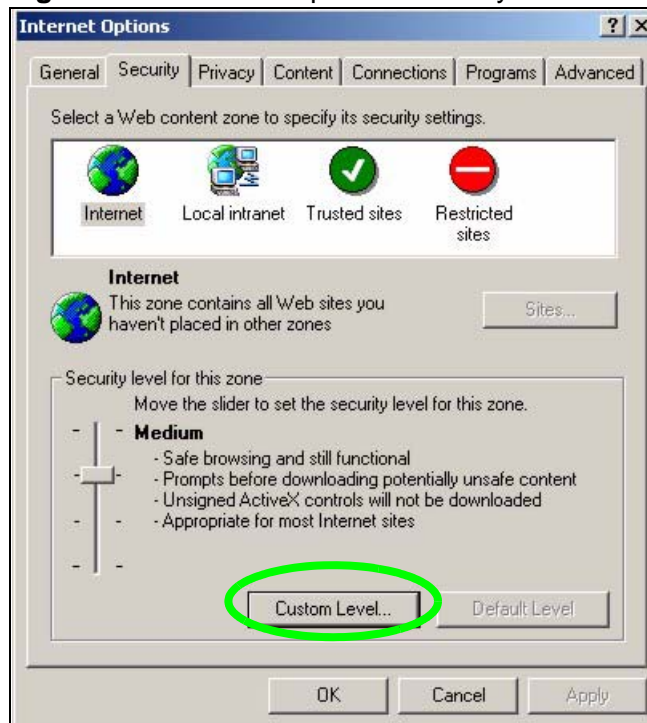 Internet Options
General Security Privacy Content Connections Programs Advanced
Select a Web content zone to specify its security settings.
Internet Local intranet Trusted sites Restricted sites
Internet
This zone contains all Web sites you
haven't placed in other zones
Sites...
Security level for this zone
Move the slider to set the security level for this zone.
Medium
- Safe browsing and still functional
- Prompts before downloading potentially unsafe content
- Unsigned ActiveX controls will not be downloaded
- Appropriate for most Internet sites
Custom Level... Default Level
OK Cancel Apply